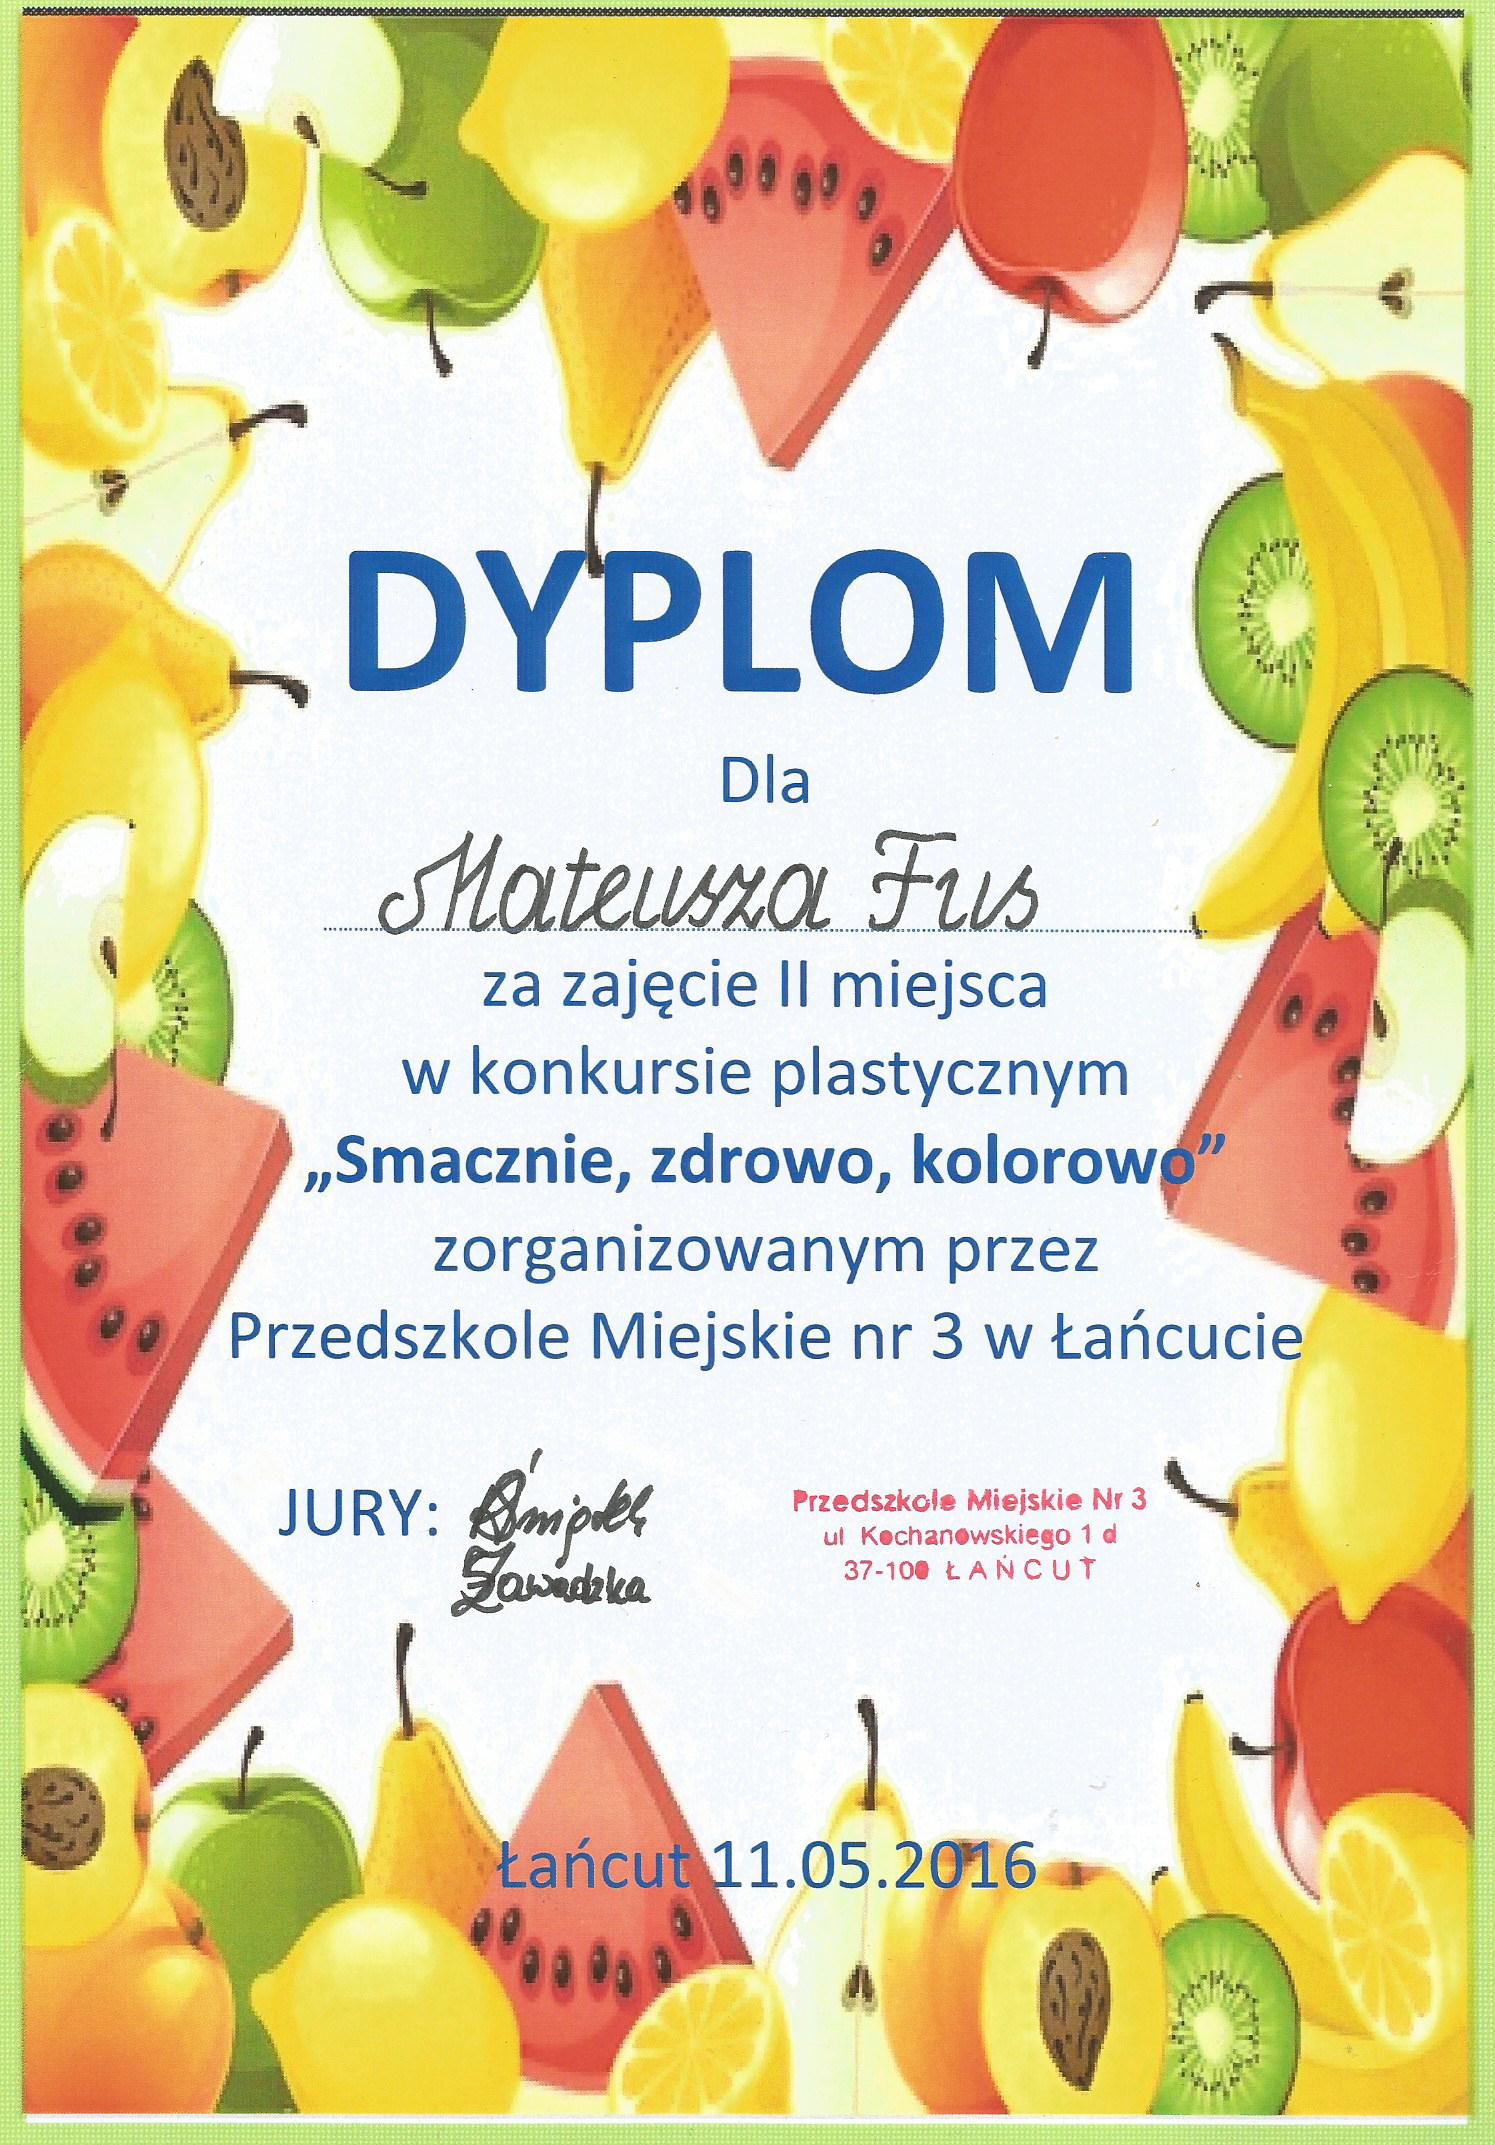 DYPLOM
Dla
Mateusza Fus
za zajęcie II miejsca
w konkursie plastycznym
„Smacznie, zdrowo, kolorowo”
zorganizowanym przez
Przedszkole Miejskie nr 3 w Łańcucie
JURY:
Zawadzka
Przedszkole Miejskie Nr 3
ul Kochanowskiego 1 d
37-100 ŁAŃCUT
Łańcut 11.05.2016